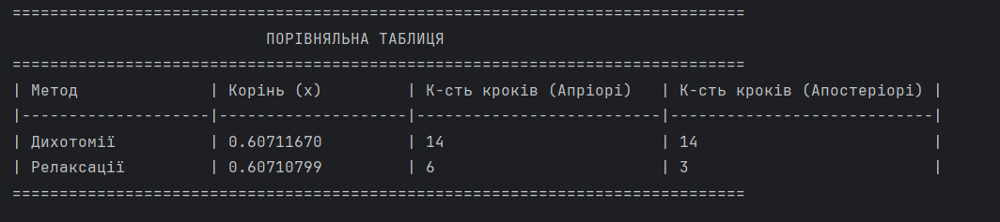 ==============================================================================
ПОРІВНЯЛЬНА ТАБЛИЦЯ
==============================================================================
| Метод              | Корінь (x)         | К-сть кроків (Апріорі)   | К-сть кроків (Апостеріорі) |
|--------------------|--------------------|--------------------------|----------------------------|
| Дихотомії          | 0.60711670         | 14                       | 14                         |
| Релаксації         | 0.60710799         | 6                        | 3                          |
==============================================================================